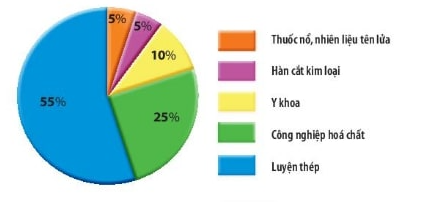 5%
5%
10%
25%
55%
Thuốc nổ, nhiên liệu tên lửa
Hàn cắt kim loại
Y khoa
Công nghiệp hoá chất
Luyện thép